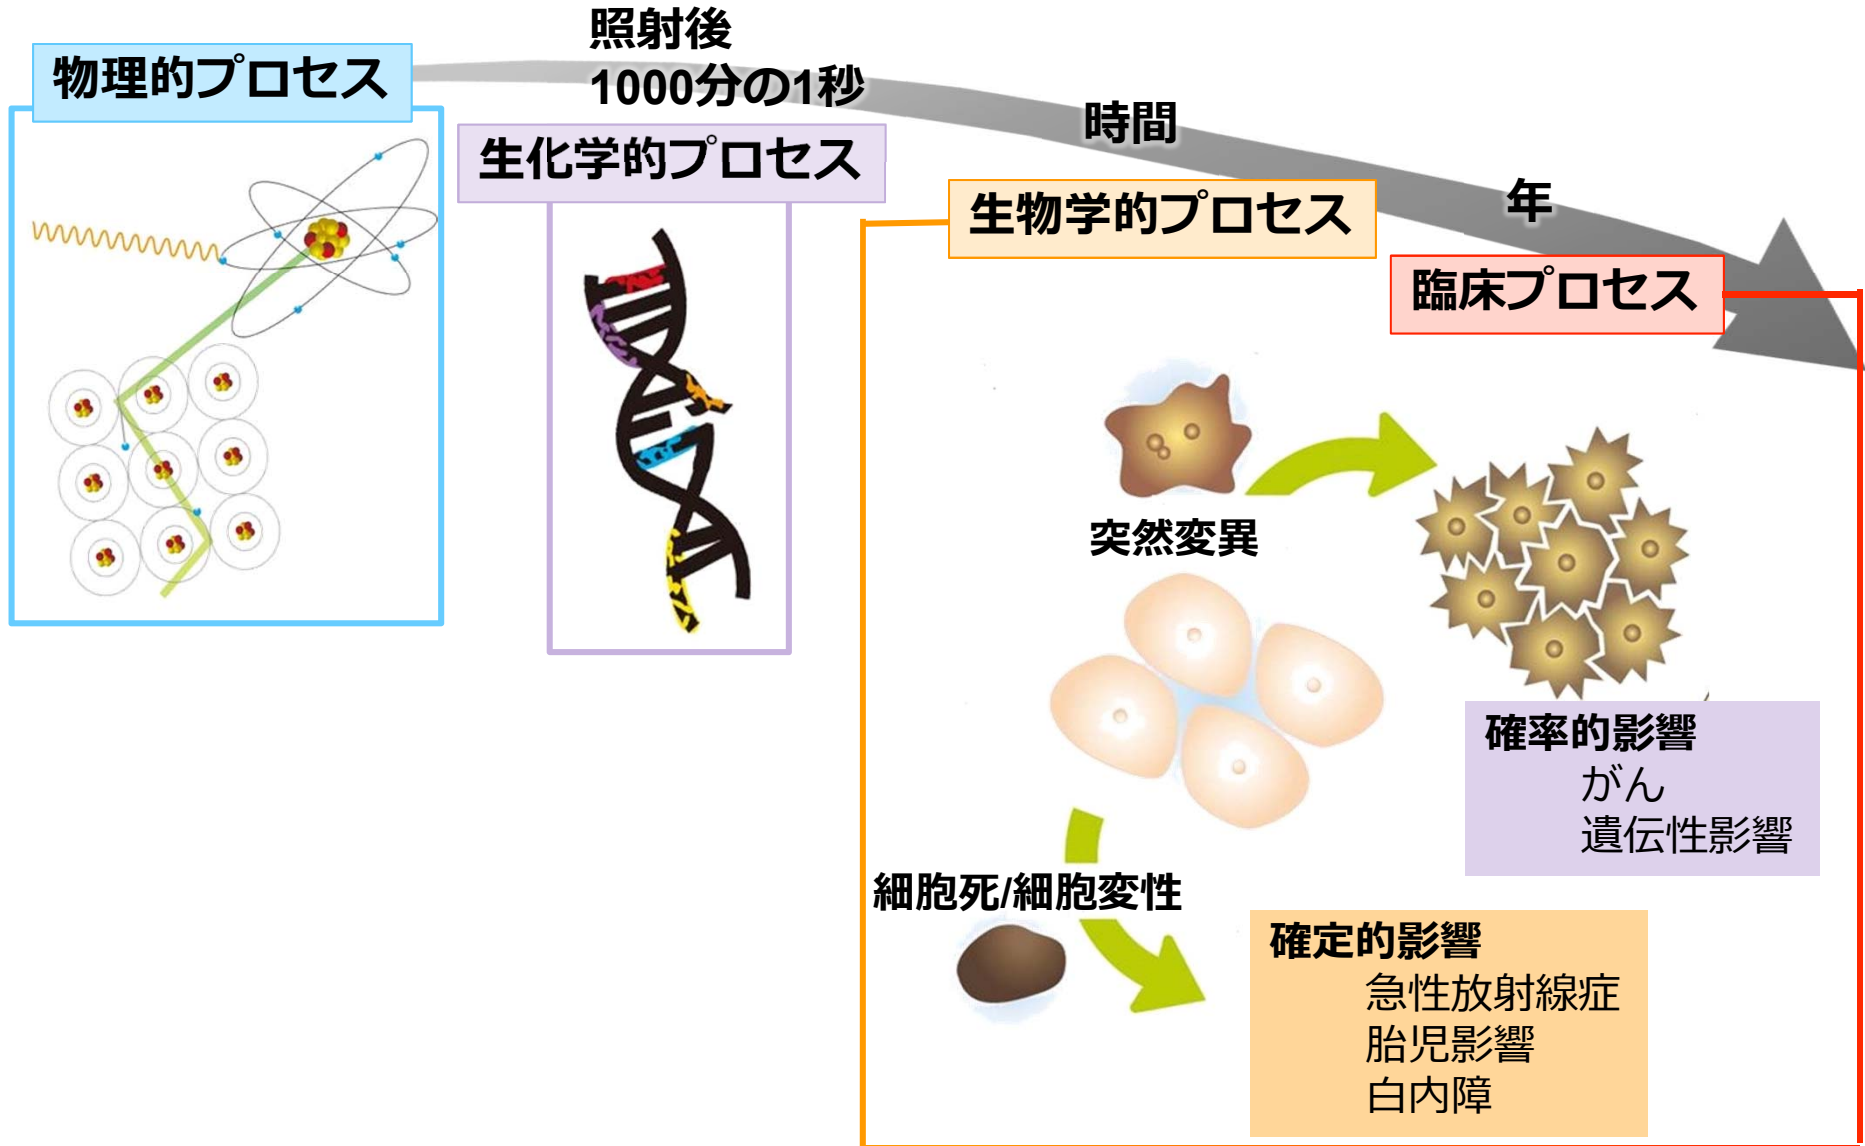 物理的プロセス
照射後
1000分の1秒
生化学的プロセス
時間
生物学的プロセス
年
臨床プロセス
突然変異
確率的影響
がん
遺伝性影響
細胞死/細胞変性
確定的影響
急性放射線症
胎児影響
白内障